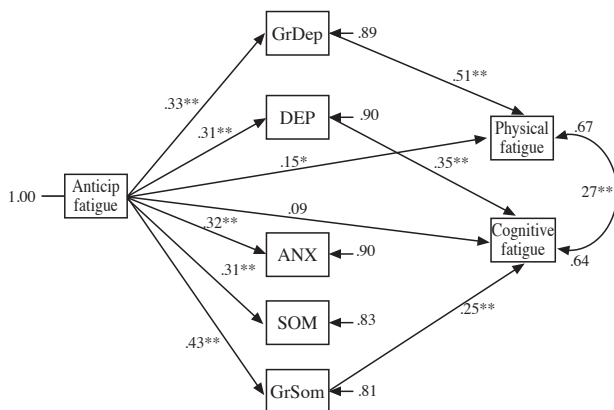 GrDep
.89
.33**
.51**
DEP
.90
.31**
Physical
fatigue
.67
.15*
.35**
1.00
Anticip
fatigue
.09
27**
.32**
ANX
.90
Cognitive
fatigue
.64
.31**
SOM
.83
.25**
.43**
GrSom
.81